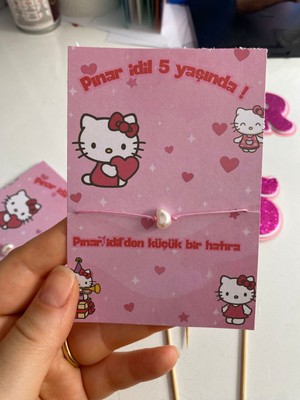 Pınar idil 5 yaşında !
Pınar idil'den küçük bir hatıra